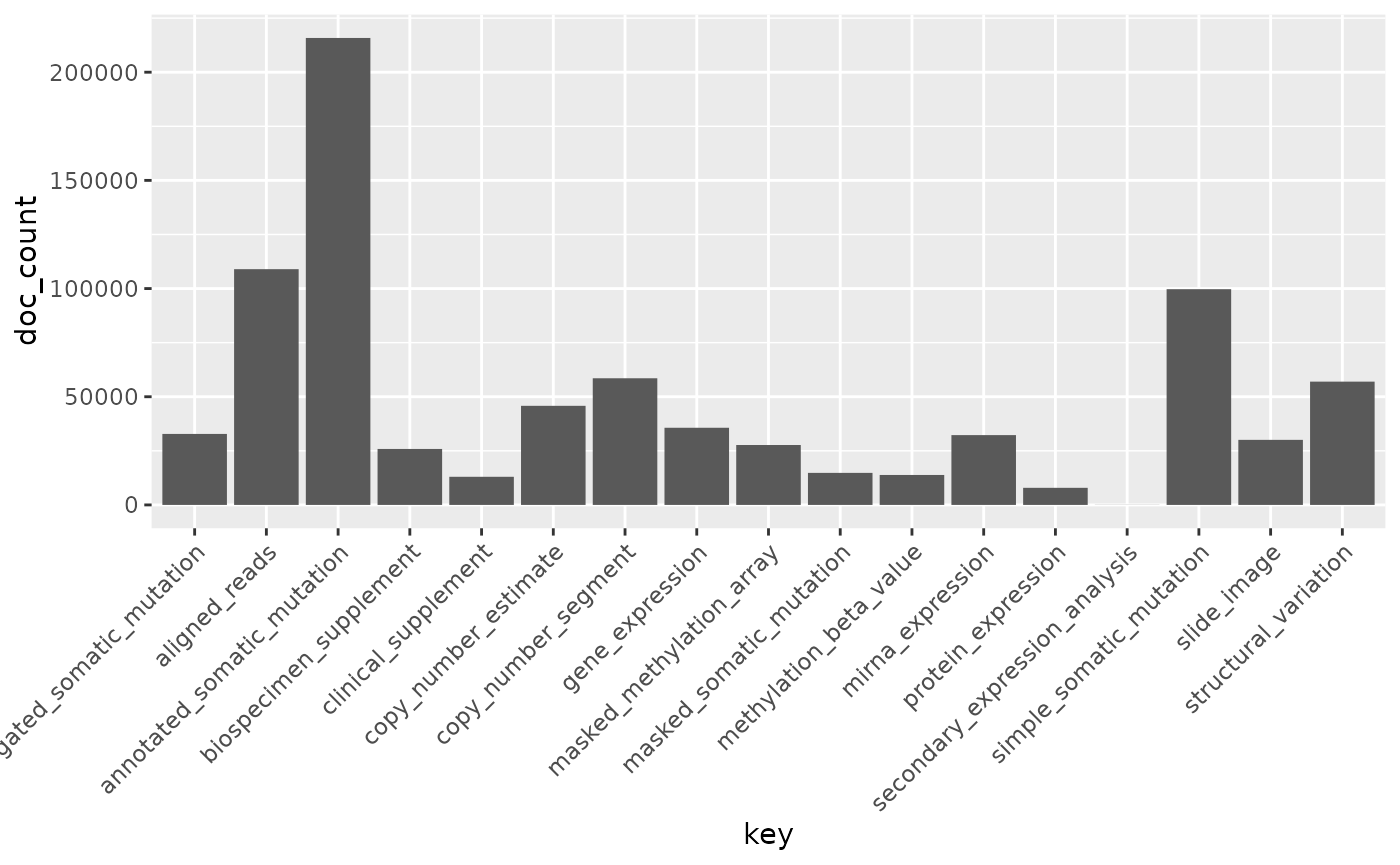 doc_count
200000
150000
100000
50000
0
gated_somatic_mutation
aligned_reads
annotated_somatic_mutation
biospecimen_supplement
clinical_supplement
copy_number_estimate
copy_number_segment
gene_expression
masked_methylation_array
masked_somatic_mutation
methylation_beta_value
mirna_expression
protein_expression
secondary_expression_analysis
simple_somatic_mutation
slide_image
structural_variation
key